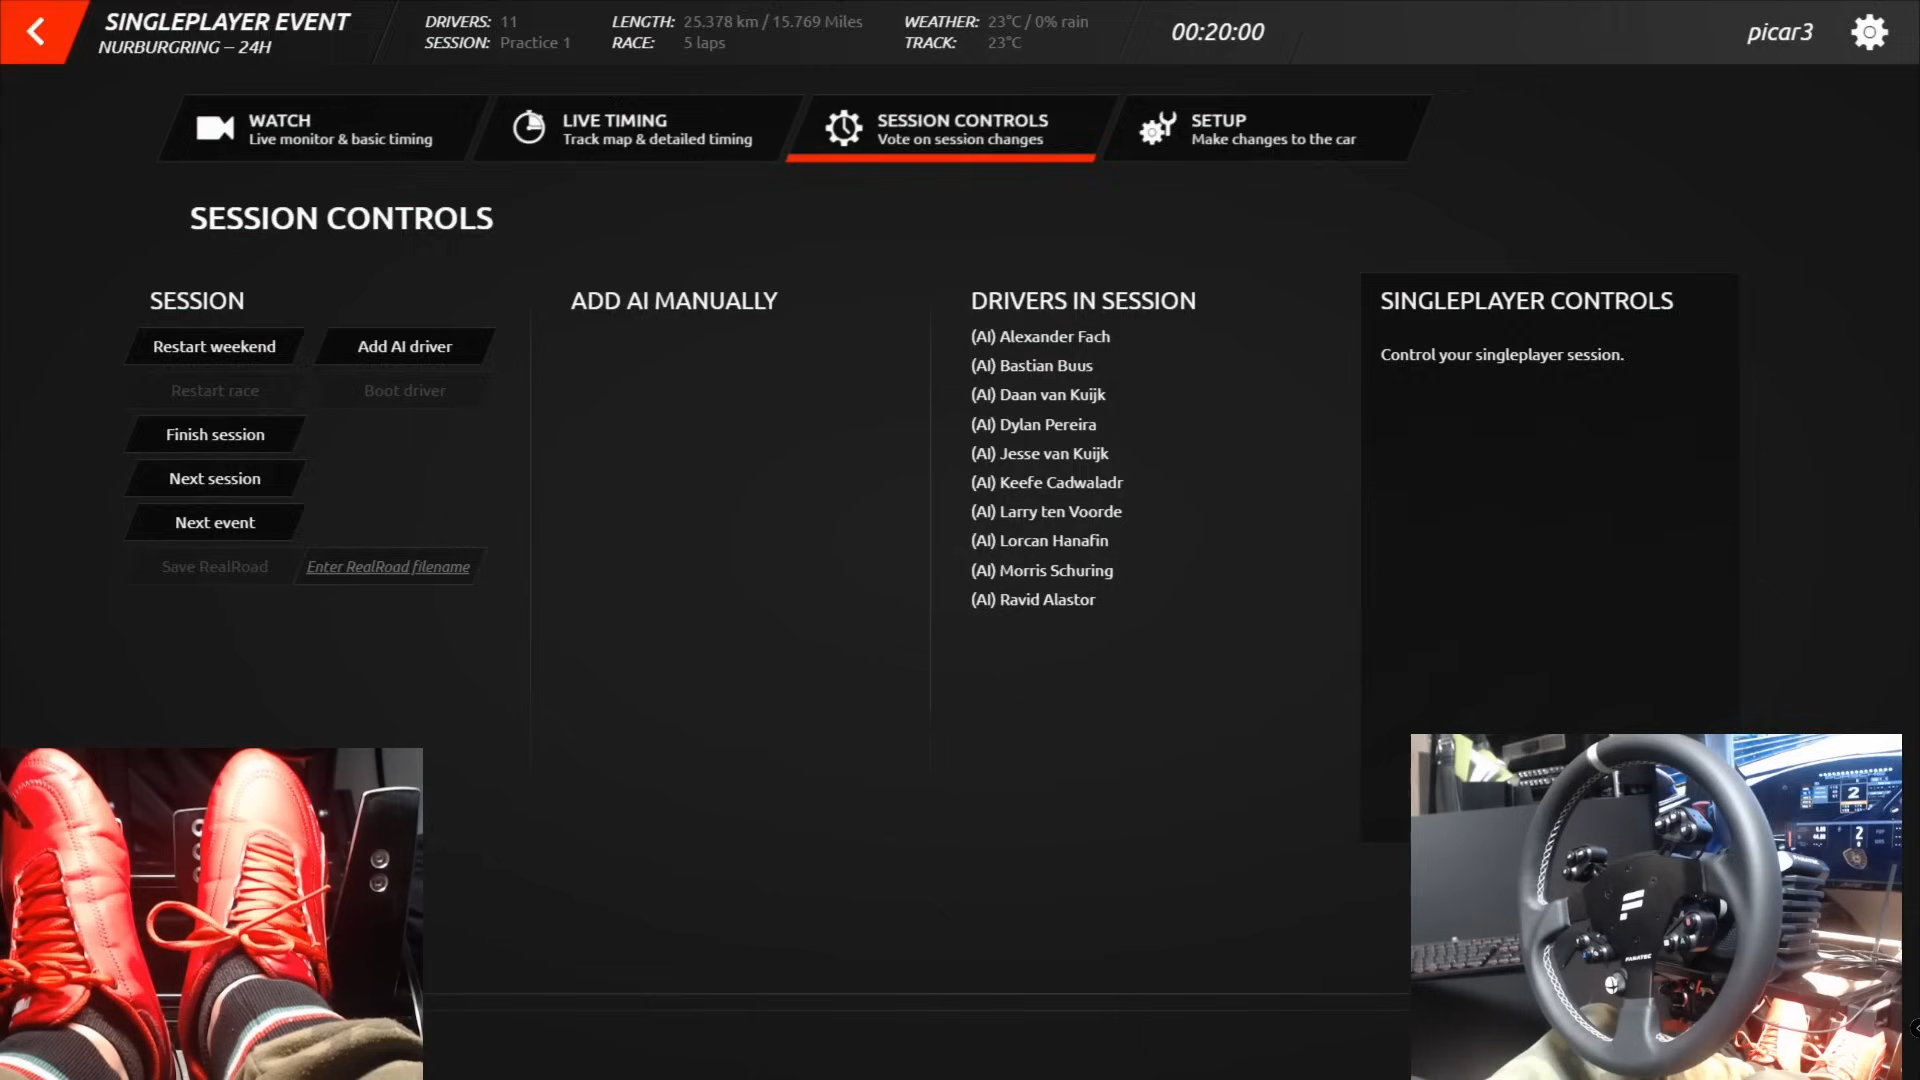 SINGLEPLAYER EVENT
NURBURGRING – 24H
DRIVERS: 11
SESSION: Practice 1
LENGTH: 25.378 km / 15.769 Miles
RACE: 5 laps
WEATHER: 23°C / 0% rain
TRACK: 23°C
00:20:00
picar3
WATCH
Live monitor & basic timing
LIVE TIMING
Track map & detailed timing
SESSION CONTROLS
Vote on session changes
SETUP
Make changes to the car
SESSION CONTROLS
SESSION
Restart weekend
Add AI driver
Restart race
Boot driver
Finish session
Next session
Next event
Save RealRoad
Enter RealRoad filename
ADD AI MANUALLY
DRIVERS IN SESSION
(AI) Alexander Fach
(AI) Bastian Buus
(AI) Daan van Kuijk
(AI) Dylan Pereira
(AI) Jesse van Kuijk
(AI) Keefe Cadwaladr
(AI) Larry ten Voorde
(AI) Lorcan Hanafin
(AI) Morris Schuring
(AI) Ravid Alastor
SINGLEPLAYER CONTROLS
Control your singleplayer session.
2
2
FANATEC